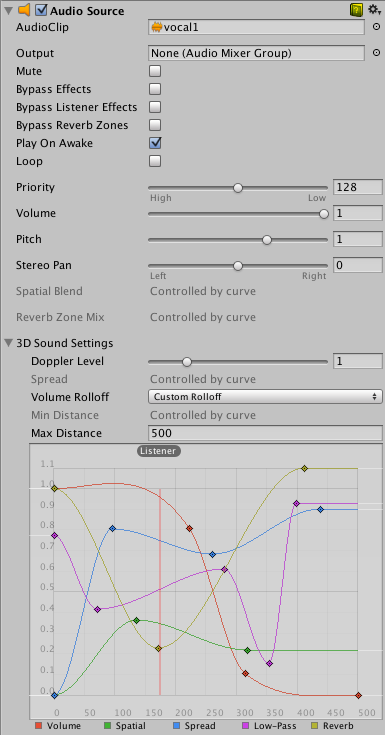 Audio Source
AudioClip vocal1
Output None (Audio Mixer Group)
Mute
Bypass Effects
Bypass Listener Effects
Bypass Reverb Zones
Play On Awake
Loop
Priority 128
High Low
Volume 1
Pitch 1
Stereo Pan 0
Left Right
Spatial Blend Controlled by curve
Reverb Zone Mix Controlled by curve
3D Sound Settings
Doppler Level 1
Spread Controlled by curve
Volume Rolloff Custom Rolloff
Min Distance Controlled by curve
Max Distance 500
Listener
1.1
1.0
0.9
0.8
0.7
0.6
0.5
0.4
0.3
0.2
0.1
0.0
0 50 100 150 200 250 300 350 400 450 500
Volume Spatial Spread Low-Pass Reverb